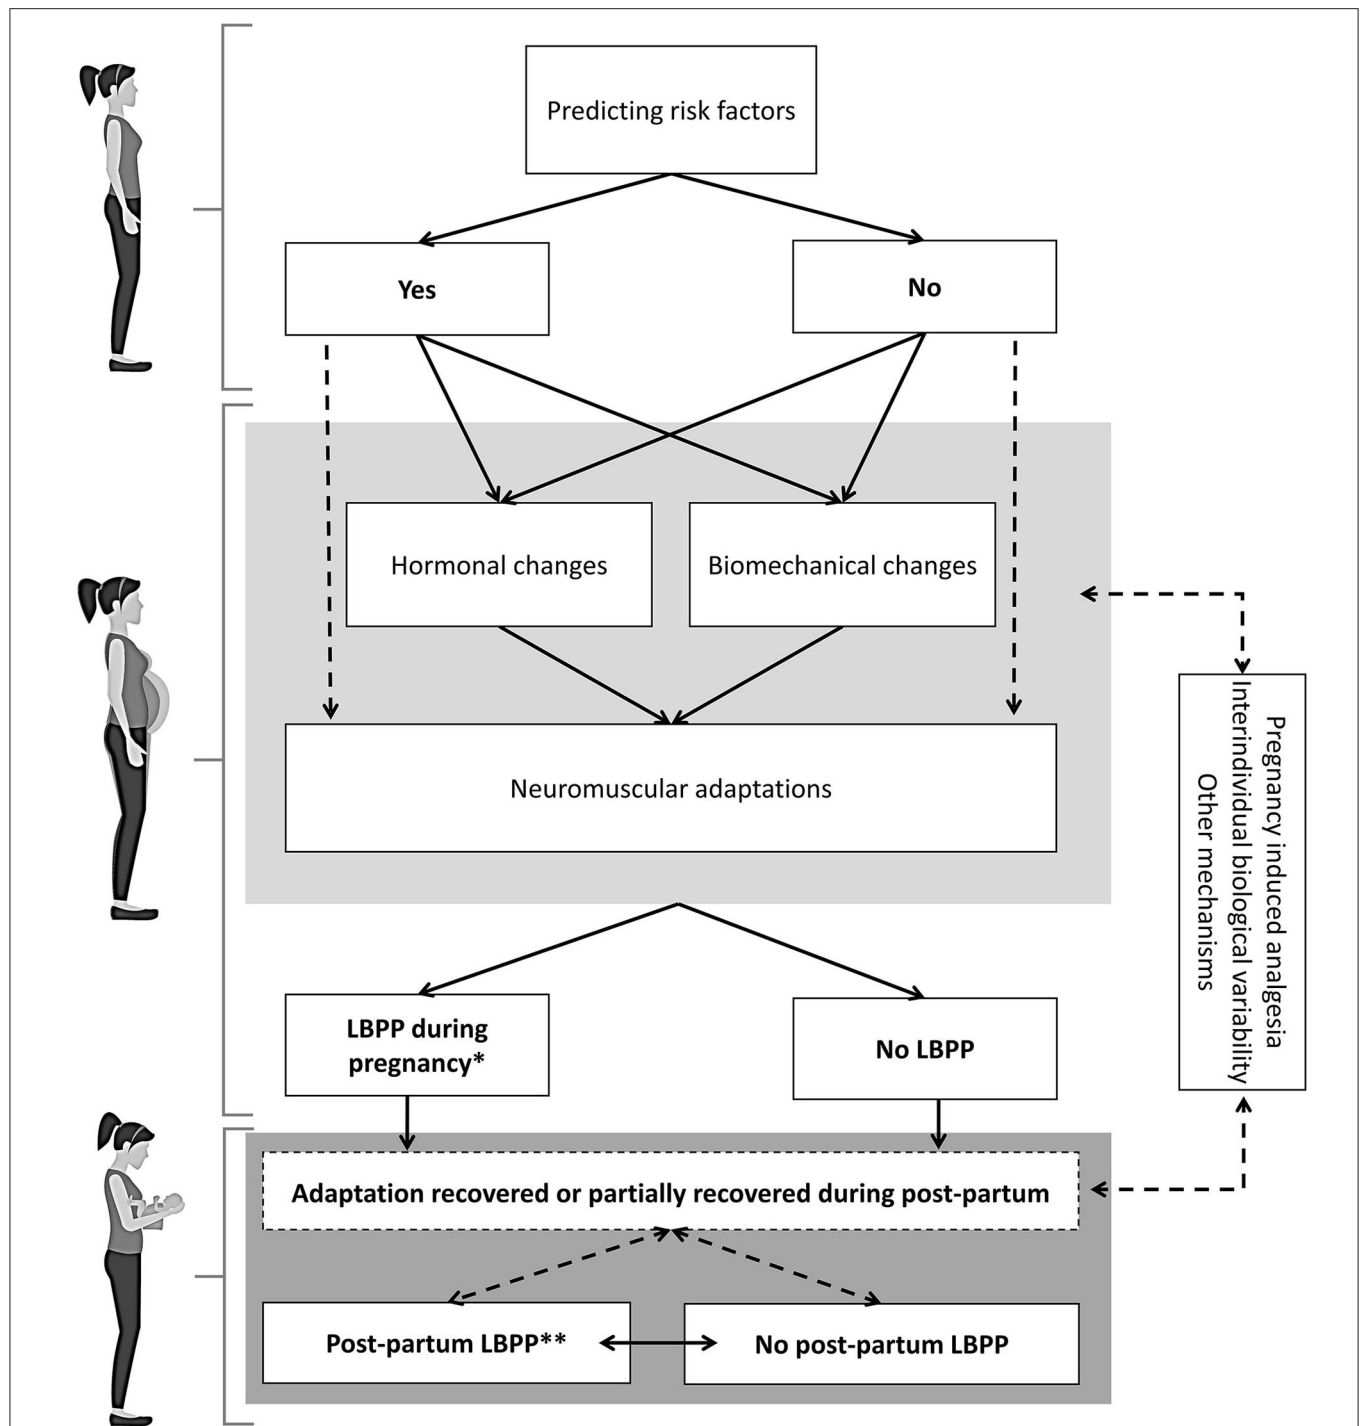 Predicting risk factors
Yes
No
Hormonal changes
Biomechanical changes
Neuromuscular adaptations
Pregnancy induced analgesia
Interindividual biological variability
Other mechanisms
LBPP during
pregnancy*
No LBPP
Adaptation recovered or partially recovered during post-partum
Post-partum LBPP**
No post-partum LBPP